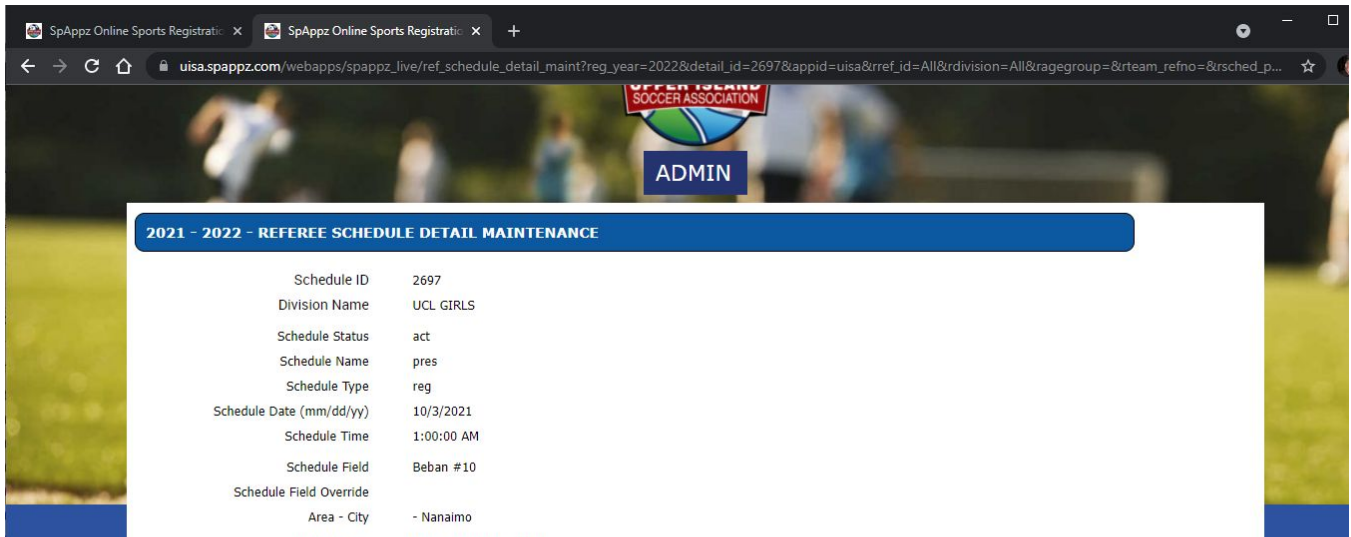 SpAppz Online Sports Registratio
SpAppz Online Sports Registratio
uisa.spappz.com/webapps/spappz_live/ref_schedule_detail_maint?reg_year=2022&detail_id=2697&appid=uisa&rref_id=All&rdivision=All&ragegroup=&rteam_refno=&rsched_p...
UPPER ISLAND
SOCCER ASSOCIATION
ADMIN
2021 - 2022 - REFEREE SCHEDULE DETAIL MAINTENANCE
Schedule ID 2697
Division Name UCL GIRLS
Schedule Status act
Schedule Name pres
Schedule Type reg
Schedule Date (mm/dd/yy) 10/3/2021
Schedule Time 1:00:00 AM
Schedule Field Beban #10
Schedule Field Override
Area - City - Nanaimo